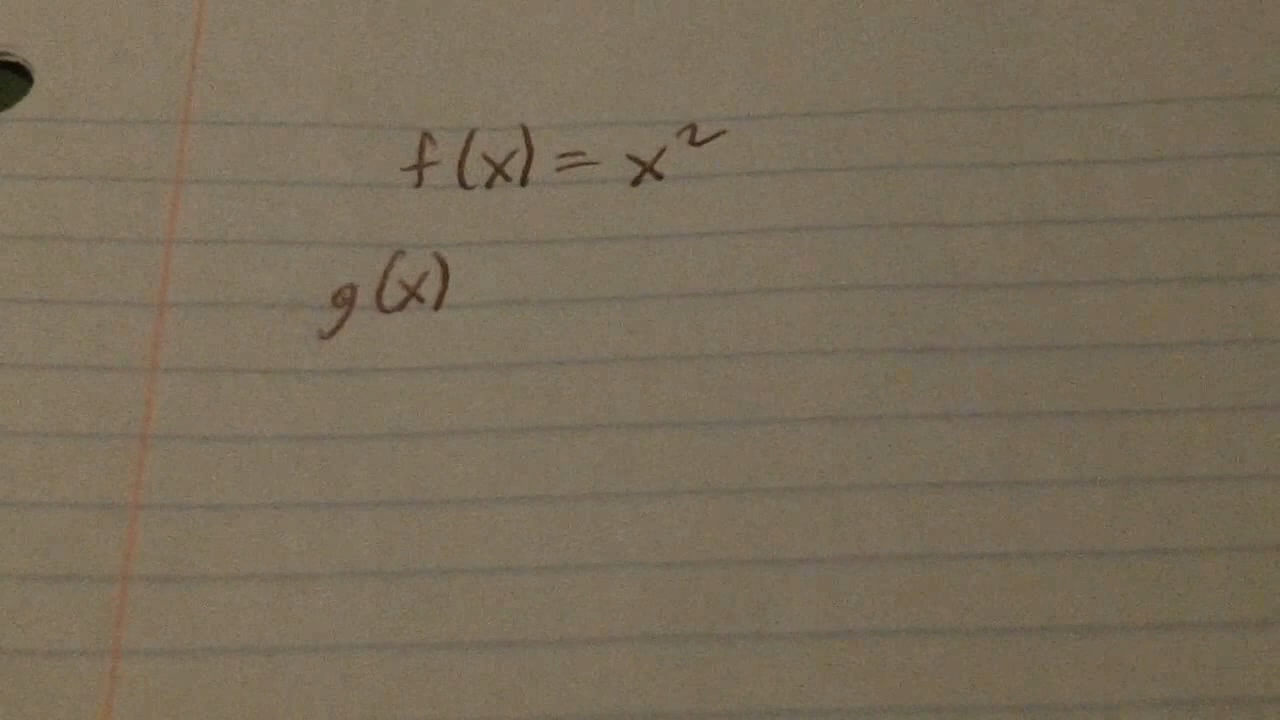 f(x) = x²
g(x)